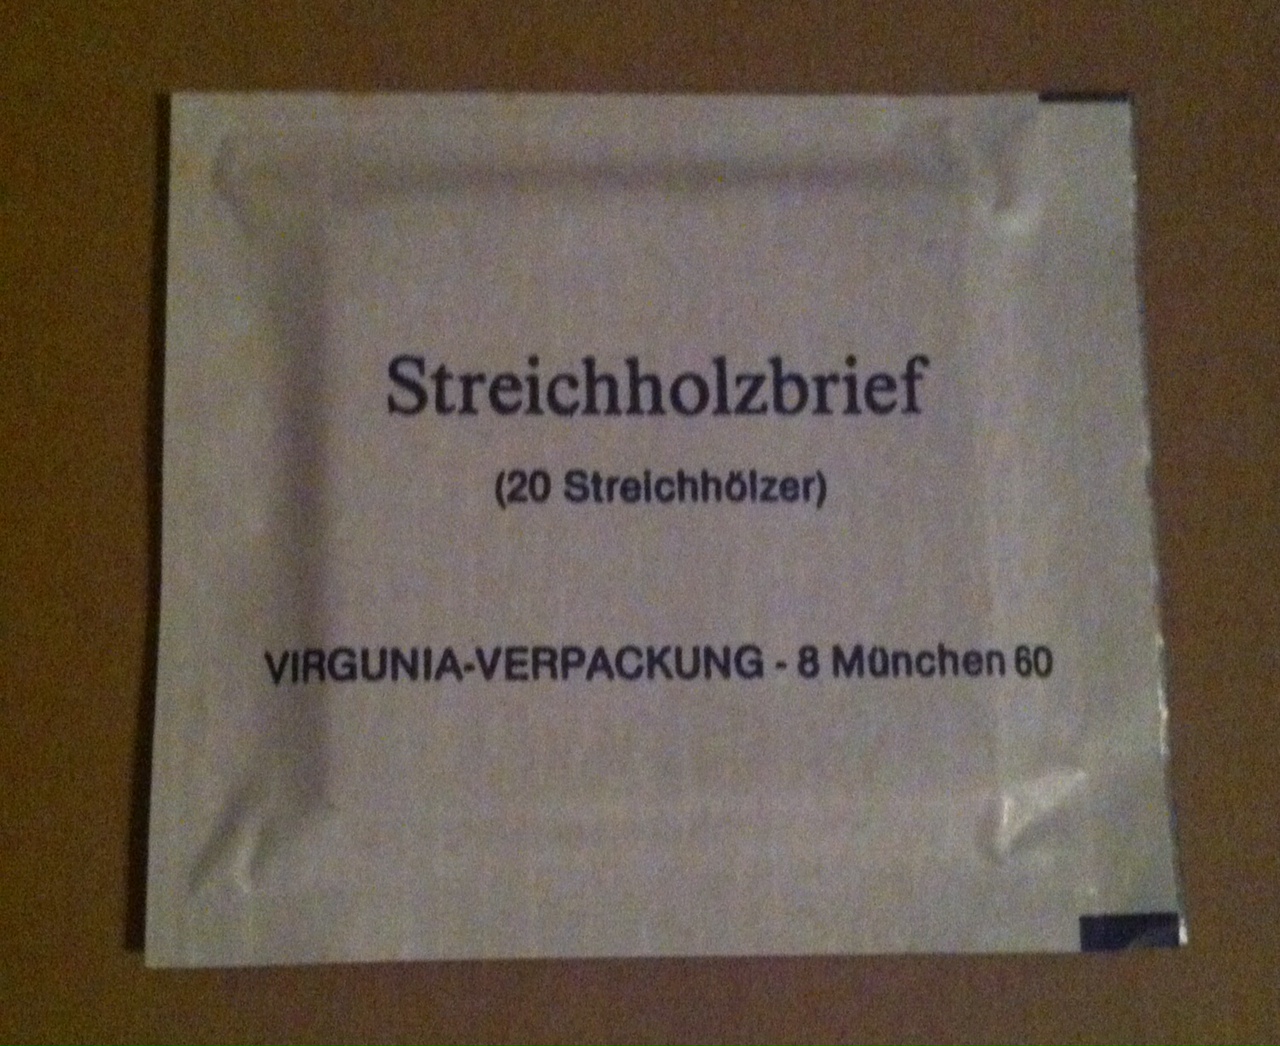 Streichholzbrief
(20 Streichhölzer)
VIRGUNIA-VERPACKUNG - 8 München 60